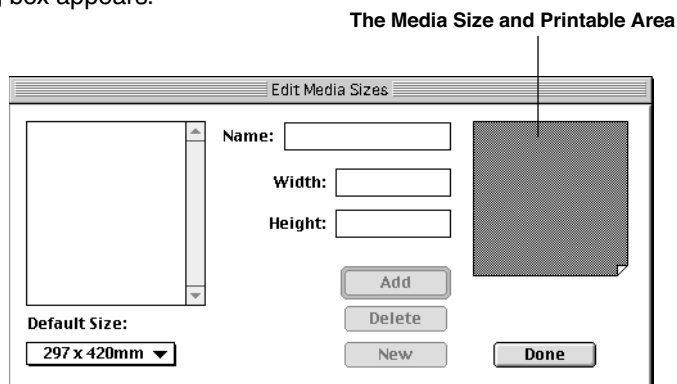 box appears.
The Media Size and Printable Area
Edit Media Sizes
Name:
Width:
Height:
Add
Default Size:
Delete
297 x 420mm
New
Done